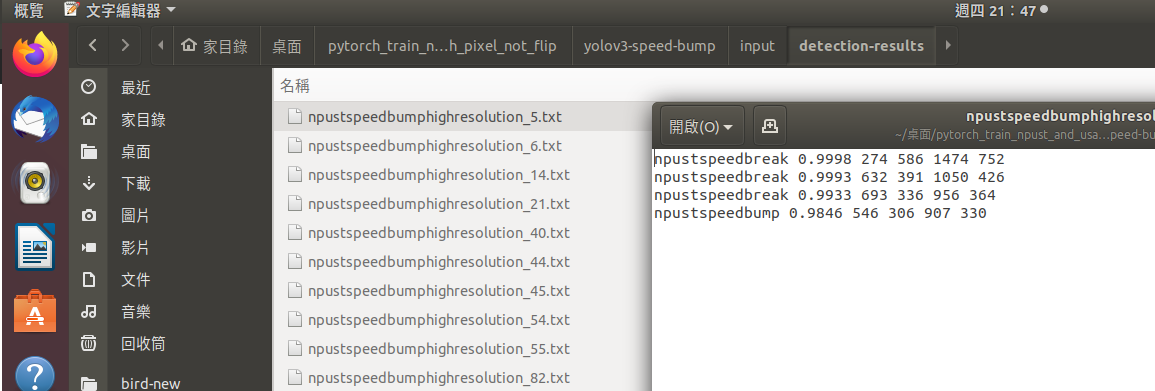 概覽 文字編輯器 週四 21：47
家目錄 桌面 pytorch_train_n…h_pixel_not_flip yolov3-speed-bump input detection-results
最近
家目錄
桌面
下載
圖片
影片
文件
音樂
回收筒
bird-new
名稱
npustspeedbumphighresolution_5.txt
npustspeedbumphighresolution_6.txt
npustspeedbumphighresolution_14.txt
npustspeedbumphighresolution_21.txt
npustspeedbumphighresolution_40.txt
npustspeedbumphighresolution_44.txt
npustspeedbumphighresolution_45.txt
npustspeedbumphighresolution_54.txt
npustspeedbumphighresolution_55.txt
npustspeedbumphighresolution_82.txt
開啟(O) npustspeedbumphighresol
~/桌面/pytorch_train_npust_and_usa…peed-bu
npustspeedbreak 0.9998 274 586 1474 752
npustspeedbreak 0.9993 632 391 1050 426
npustspeedbreak 0.9933 693 336 956 364
npustspeedbump 0.9846 546 306 907 330